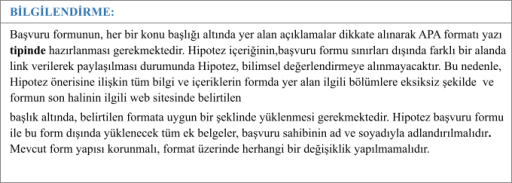 BİLGİLENDİRME:
Başvuru formunun, her bir konu başlığı altında yer alan açıklamalar dikkate alınarak APA formatı yazı
tipinde hazırlanması gerekmektedir. Hipotez içeriğinin,başvuru formu sınırları dışında farklı bir alanda
link verilerek paylaşılması durumunda Hipotez, bilimsel değerlendirmeye alınmayacaktır. Bu nedenle,
Hipotez önerisine ilişkin tüm bilgi ve içeriklerin formda yer alan ilgili bölümlere eksiksiz şekilde ve
formun son halinin ilgili web sitesinde belirtilen
başlık altında, belirtilen formata uygun bir şeklinde yüklenmesi gerekmektedir. Hipotez başvuru formu
ile bu form dışında yüklenecek tüm ek belgeler, başvuru sahibinin ad ve soyadıyla adlandırılmalıdır.
Mevcut form yapısı korunmalı, format üzerinde herhangi bir değişiklik yapılmamalıdır.